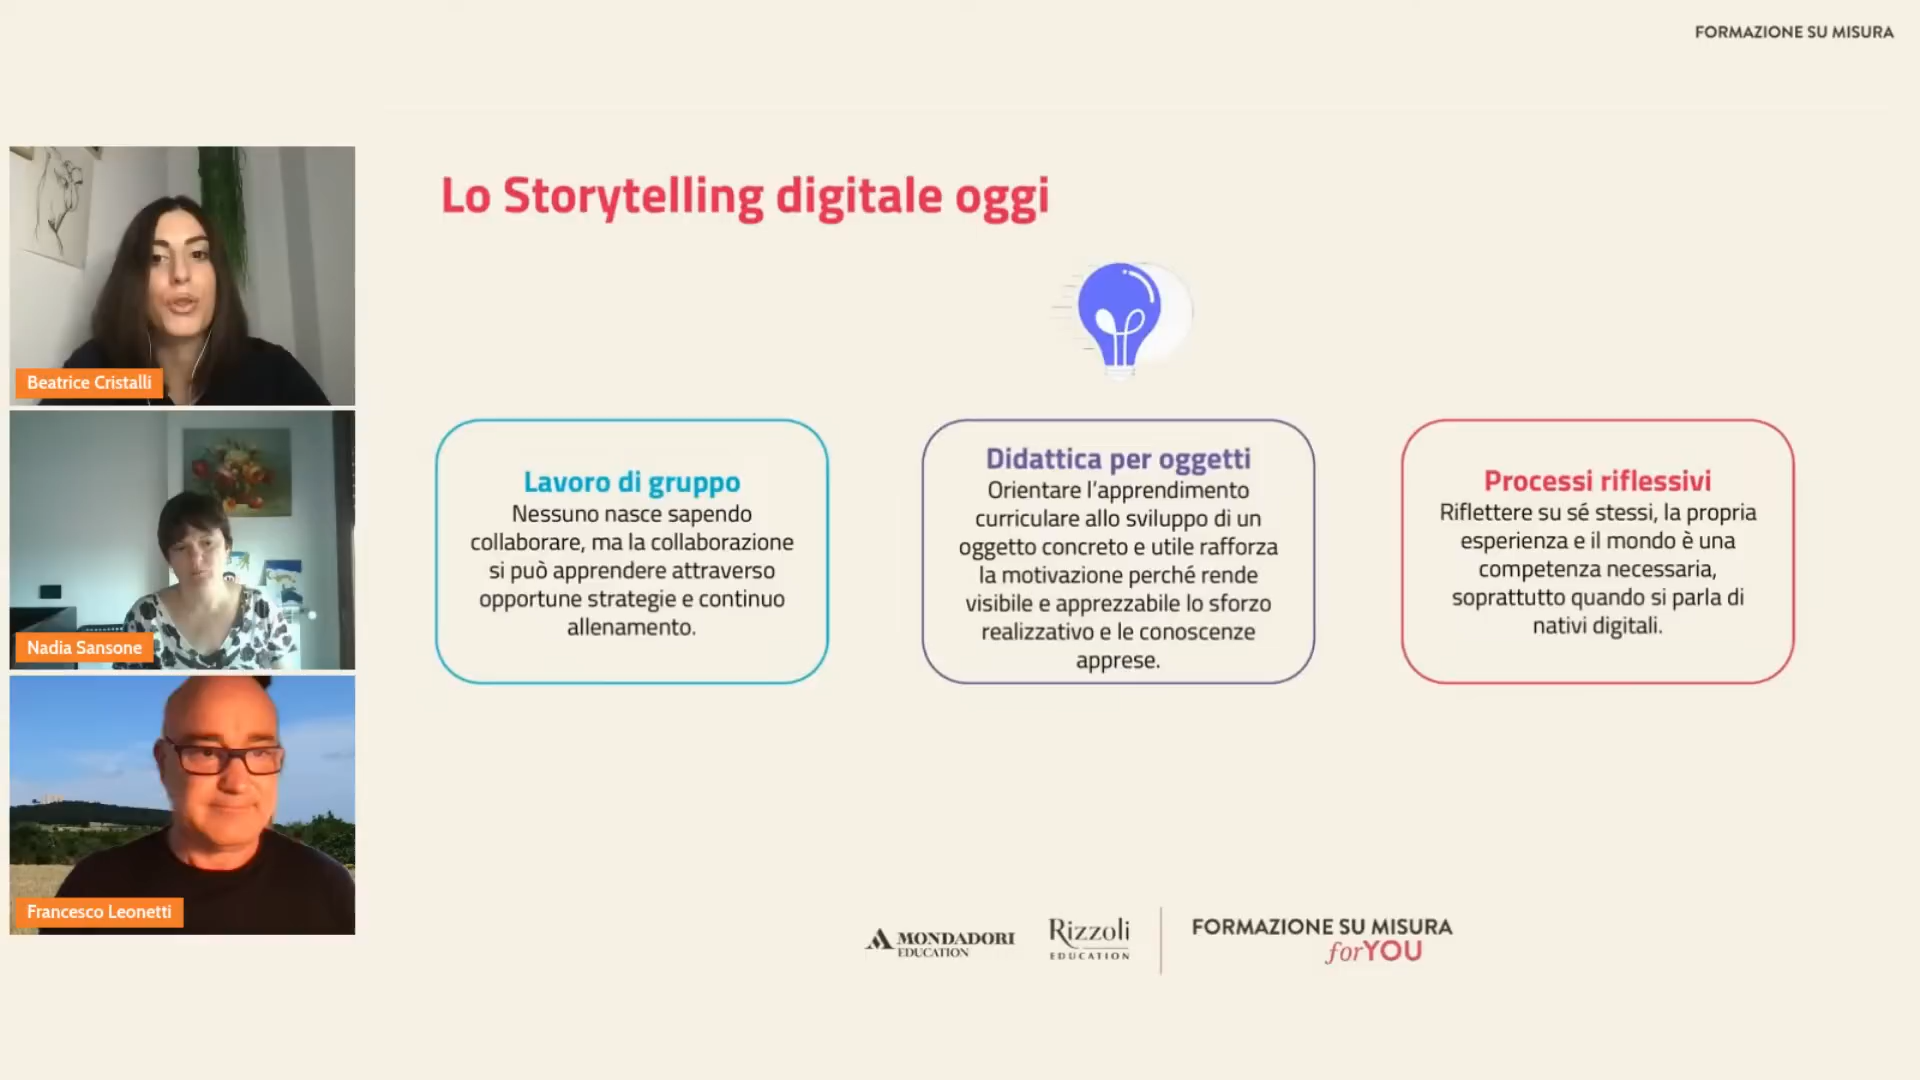 FORMAZIONE SU MISURA
Beatrice Cristalli
Nadia Sansone
Francesco Leonetti
Lo Storytelling digitale oggi
Lavoro di gruppo
Nessuno nasce sapendo
collaborare, ma la collaborazione
si può apprendere attraverso
opportune strategie e continuo
allenamento.
Didattica per oggetti
Orientare l'apprendimento
curriculare allo sviluppo di un
oggetto concreto e utile rafforza
la motivazione perché rende
visibile e apprezzabile lo sforzo
realizzativo e le conoscenze
apprese.
Processi riflessivi
Riflettere su sé stessi, la propria
esperienza e il mondo è una
competenza necessaria,
soprattutto quando si parla di
nativi digitali.
MONDADORI
EDUCATION
Rizzoli
EDUCATION
FORMAZIONE SU MISURA
forYOU